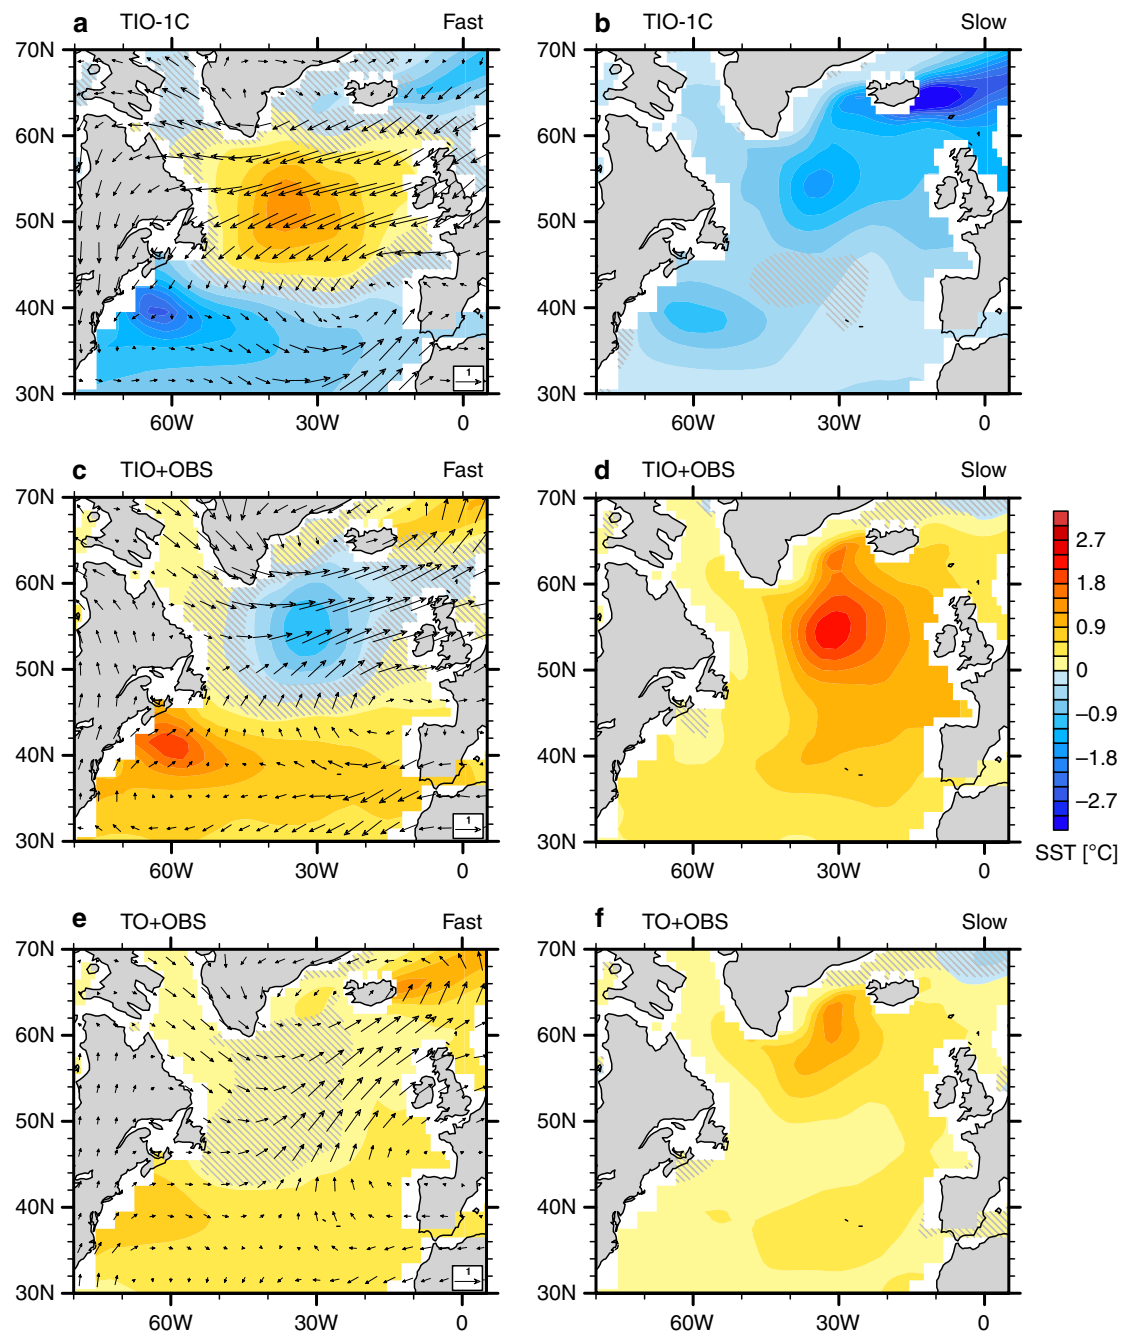 a TIO-1C Fast
b TIO-1C Slow
70N
60N
50N
40N
30N
1
60W
30W
0
70N
60N
50N
40N
30N
60W
30W
0
c TIO+OBS Fast
d TIO+OBS Slow
70N
60N
50N
40N
30N
1
60W
30W
0
70N
60N
50N
40N
30N
60W
30W
0
2.7
1.8
0.9
0
−0.9
−1.8
−2.7
SST [°C]
e TO+OBS Fast
f TO+OBS Slow
70N
60N
50N
40N
30N
1
60W
30W
0
70N
60N
50N
40N
30N
60W
30W
0